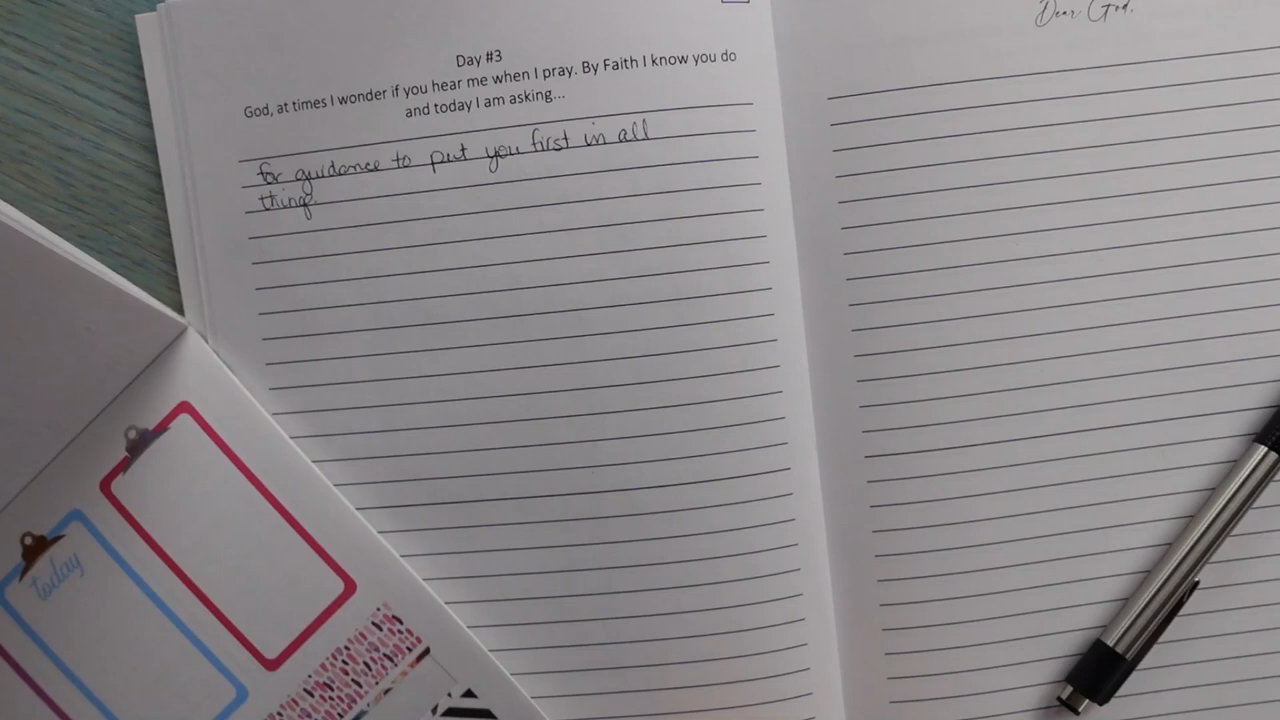 Day #3
God, at times I wonder if you hear me when I pray. By Faith I know you do
and today I am asking...
for guidance to put you first in all
things.
Dear God,
today